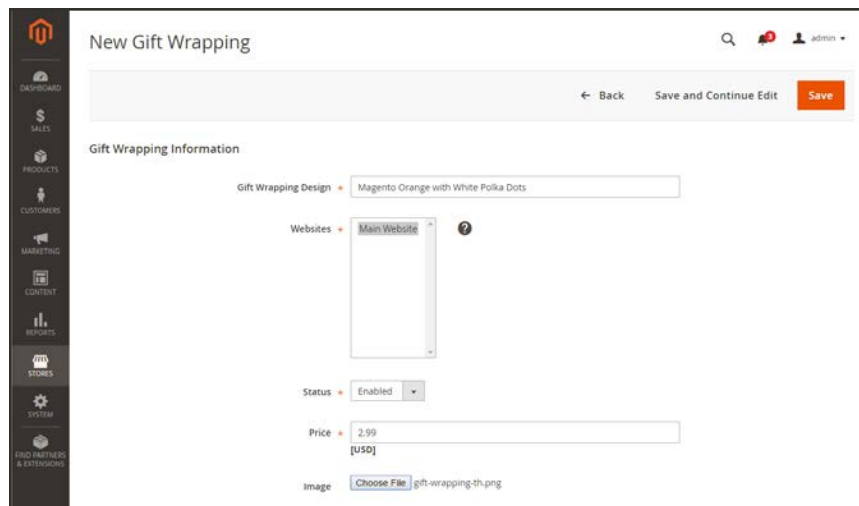 New Gift Wrapping
3
admin
DASHBOARD
SALES
PRODUCTS
CUSTOMERS
MARKETING
CONTENT
REPORTS
STORES
SYSTEM
FIND PARTNERS
& EXTENSIONS
← Back Save and Continue Edit Save
Gift Wrapping Information
Gift Wrapping Design * Magento Orange with White Polka Dots
Websites * Main Website ?
Status * Enabled
Price * 2.99
[USD]
Image Choose File gift-wrapping-th.png